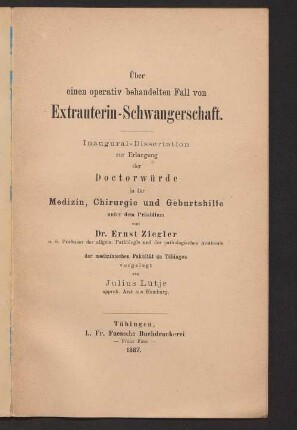 Über
einen operativ behandelten Fall von
Extrauterin-Schwangerschaft.
Inaugural-Dissertation
zur Erlangung
der
Doctorwürde
in der
Medizin, Chirurgie und Geburtshilfe
unter dem Präsidium
von
Dr. Ernst Ziegler
o. ö. Professor der allgem. Pathologie und der pathologischen Anatomie
der medizinischen Fakultät zu Tübingen
vorgelegt
von
Julius Lütje
approb. Arzt aus Hamburg.
Tübingen,
L. Fr. Fues'sche Buchdruckerei
1887.